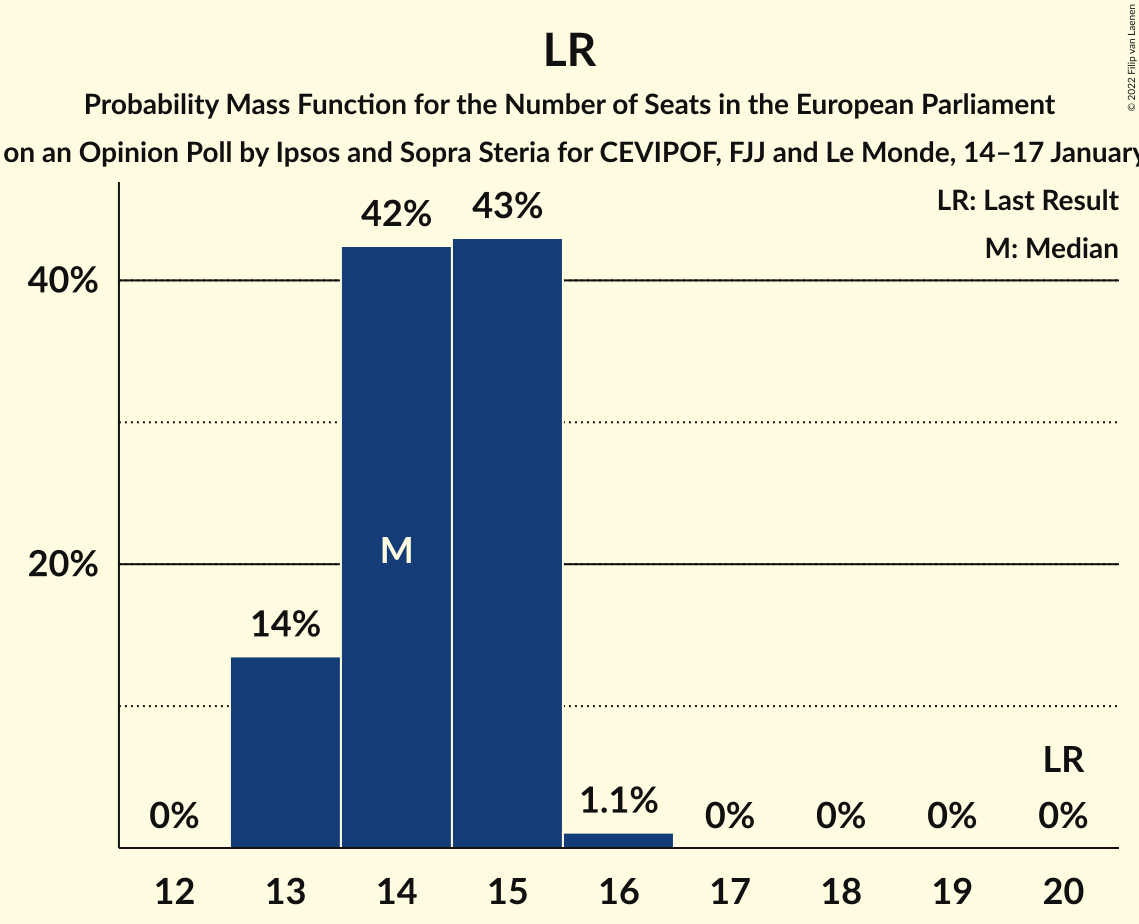 LR
Probability Mass Function for the Number of Seats in the European Parliament
on an Opinion Poll by Ipsos and Sopra Steria for CEVIPOF, FJJ and Le Monde, 14–17 January
© 2022 Filip van Laenen
LR: Last Result
M: Median
42%
43%
40%
M
20%
14%
LR
1.1%
0%
0%
0%
0%
0%
12
13
14
15
16
17
18
19
20